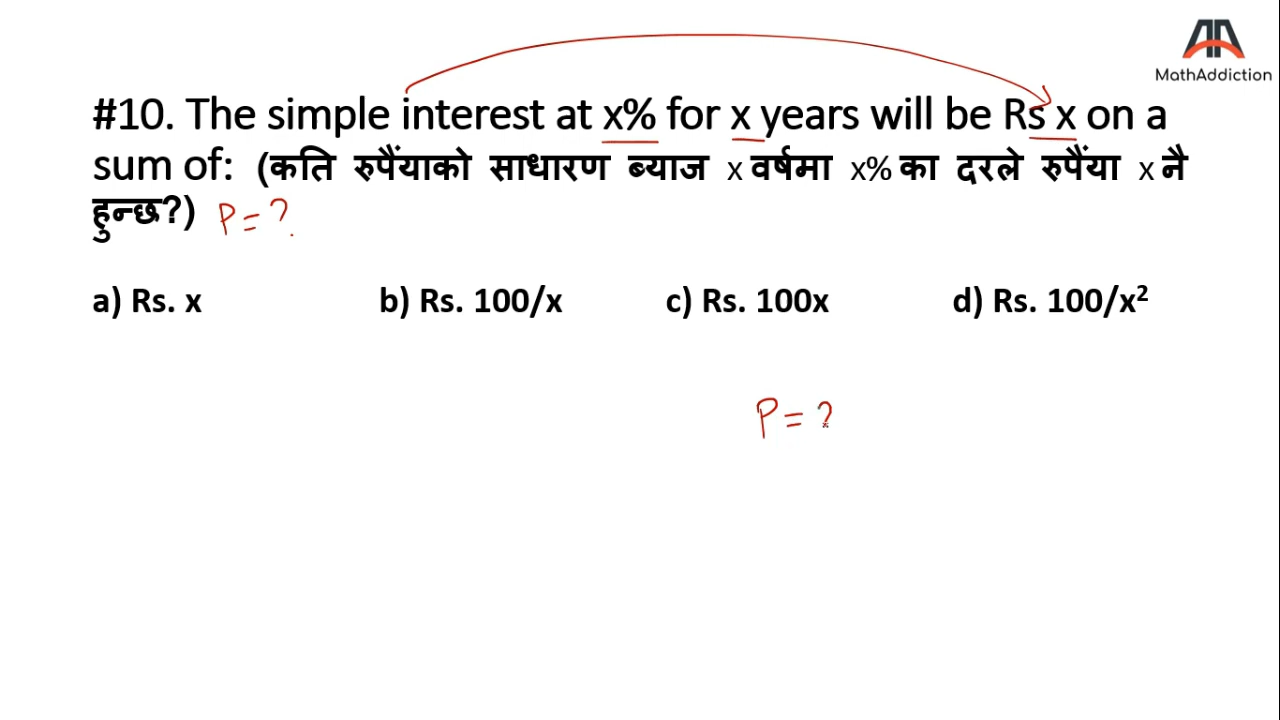 MathAddiction
#10. The simple interest at x% for x years will be Rs x on a
sum of: (कति रुपैंयाको साधारण ब्याज x वर्षमा x% का दरले रुपैंया x नै
हुन्छ?) P = ?
a) Rs. x b) Rs. 100/x c) Rs. 100x d) Rs. 100/x²
P = ?